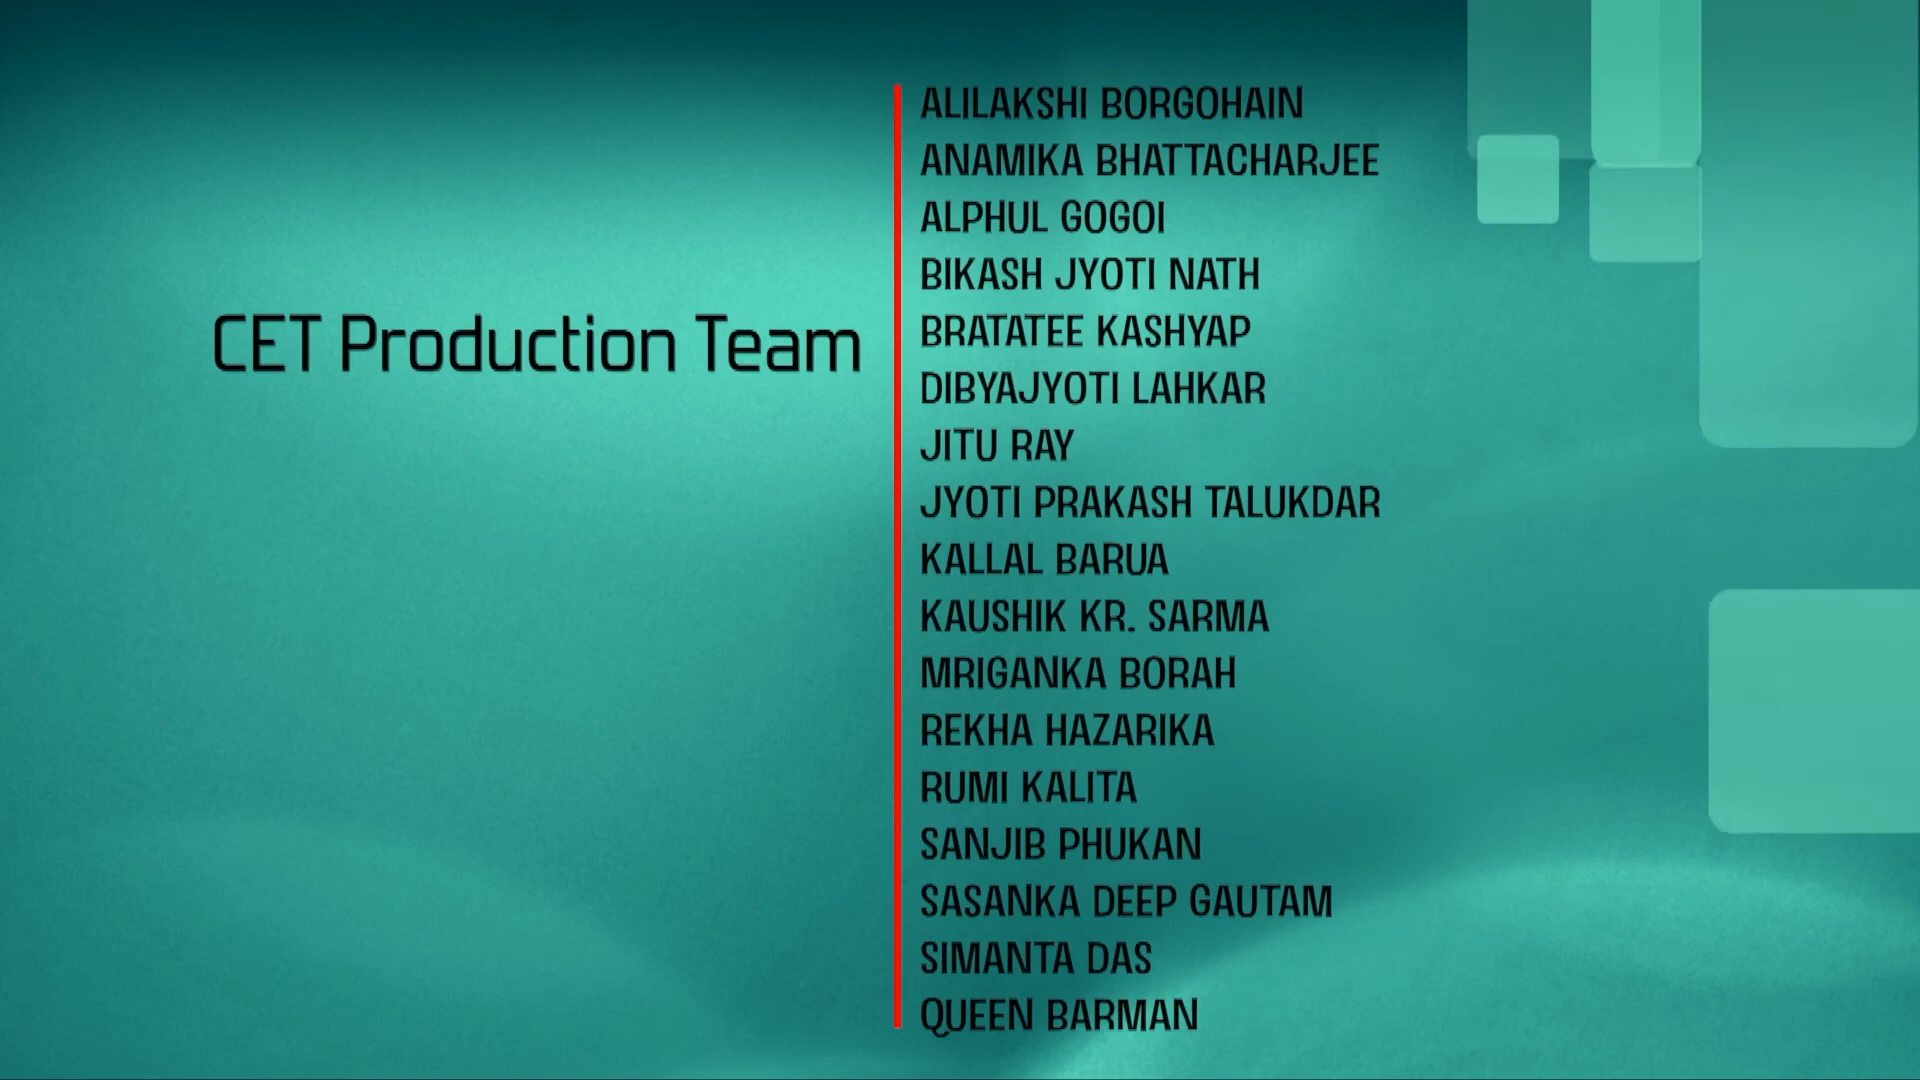 CET Production Team
ALILAKSHI BORGOHAIN
ANAMIKA BHATTACHARJEE
ALPHUL GOGOI
BIKASH JYOTI NATH
BRATATEE KASHYAP
DIBYAJYOTI LAHKAR
JITU RAY
JYOTI PRAKASH TALUKDAR
KALLAL BARUA
KAUSHIK KR. SARMA
MRIGANKA BORAH
REKHA HAZARIKA
RUMI KALITA
SANJIB PHUKAN
SASANKA DEEP GAUTAM
SIMANTA DAS
QUEEN BARMAN